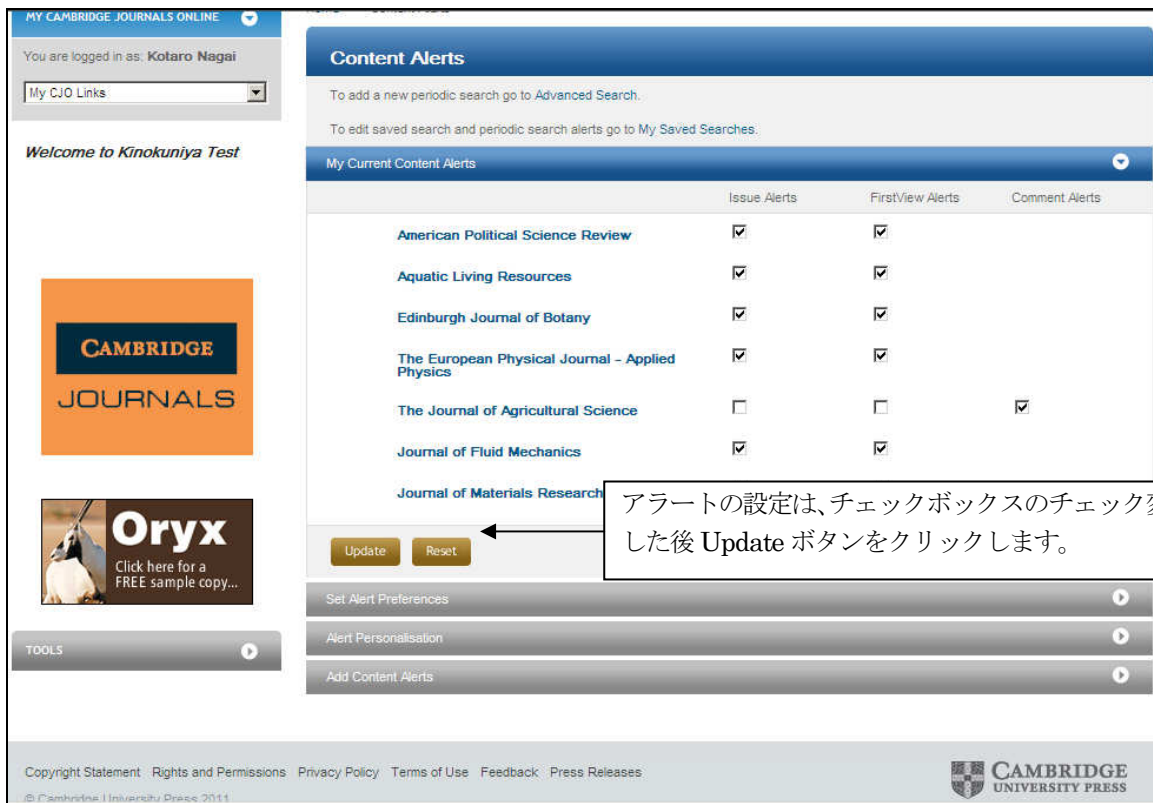 MY CAMBRIDGE JOURNALS ONLINE
You are logged in as: Kotaro Nagai
My CJO Links
Welcome to Kinokuniya Test
CAMBRIDGE
JOURNALS
Oryx
Click here for a
FREE sample copy...
TOOLS
Content Alerts
To add a new periodic search go to Advanced Search.
To edit saved search and periodic search alerts go to My Saved Searches.
My Current Content Alerts
Issue Alerts FirstView Alerts Comment Alerts
American Political Science Review
Aquatic Living Resources
Edinburgh Journal of Botany
The European Physical Journal - Applied
Physics
The Journal of Agricultural Science
Journal of Fluid Mechanics
Journal of Materials Research
アラートの設定は、チェックボックスのチェック
した後 Update ボタンをクリックします。
Update Reset
Set Alert Preferences
Alert Personalisation
Add Content Alerts
Copyright Statement Rights and Permissions Privacy Policy Terms of Use Feedback Press Releases
© Cambridge University Press 2011
CAMBRIDGE
UNIVERSITY PRESS